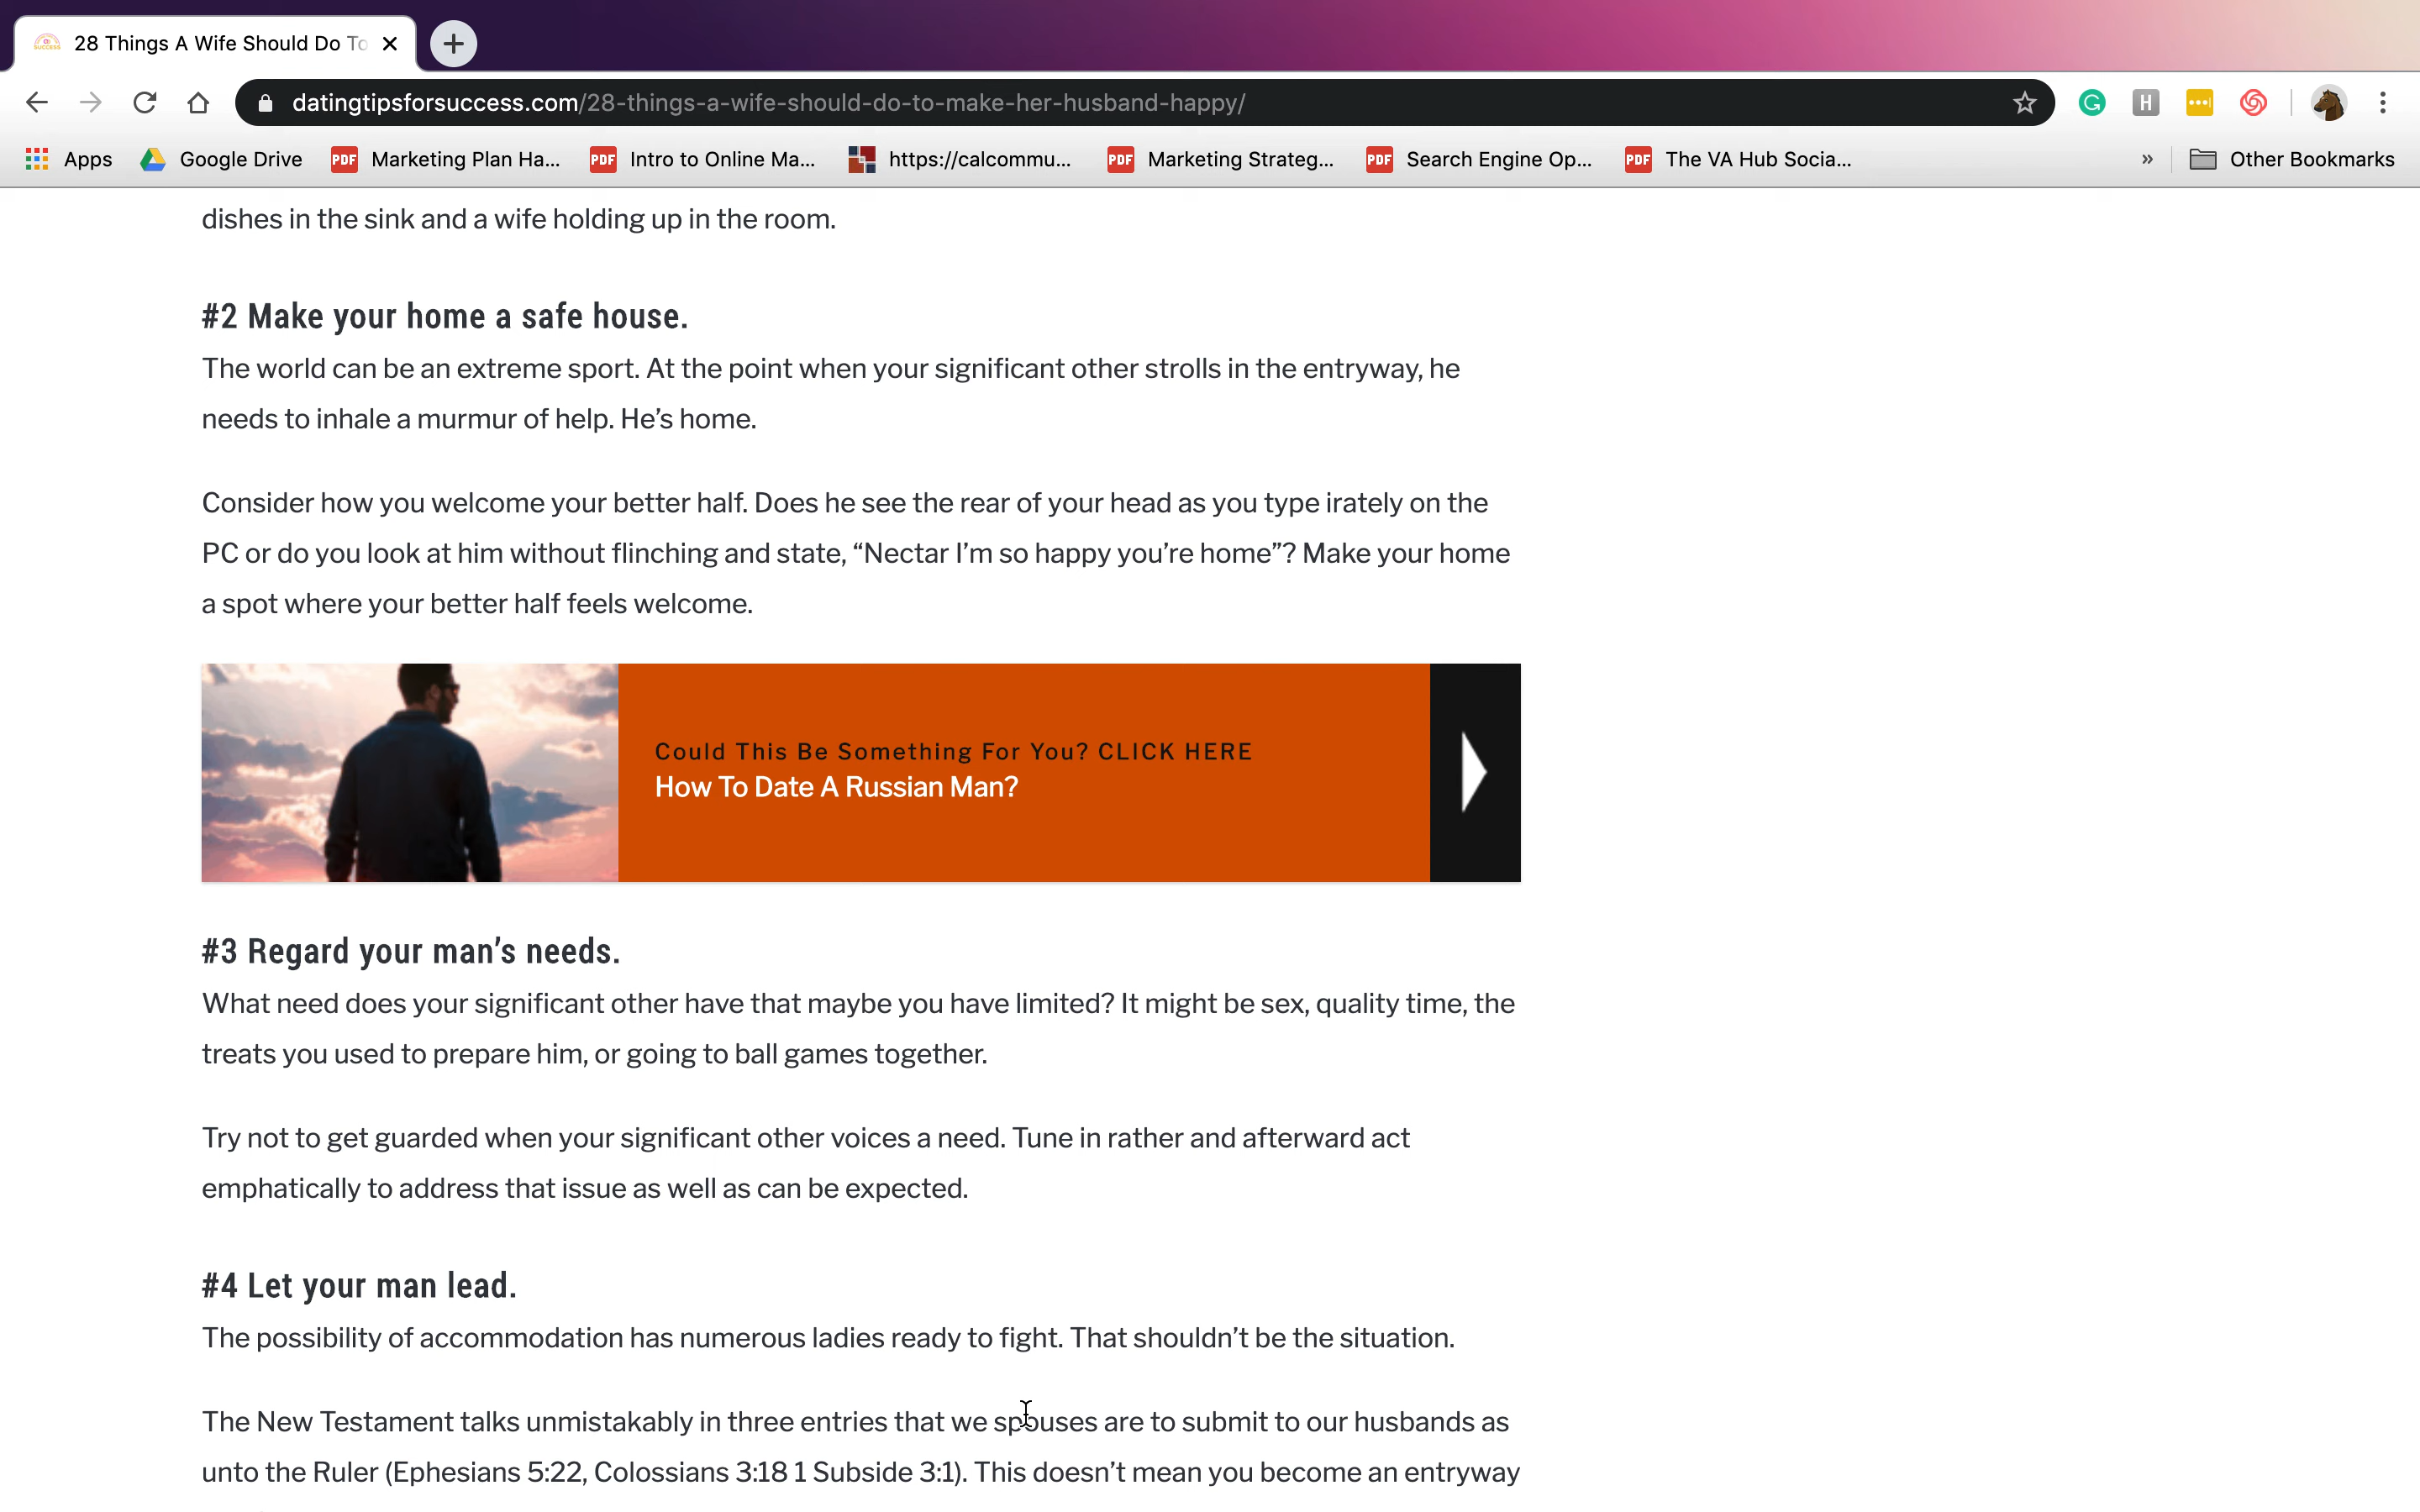 28 Things A Wife Should Do To
datingtipsforsuccess.com/28-things-a-wife-should-do-to-make-her-husband-happy/
Apps Google Drive PDF Marketing Plan Ha... PDF Intro to Online Ma... https://calcommu... PDF Marketing Strateg... PDF Search Engine Op... PDF The VA Hub Socia... » Other Bookmarks
dishes in the sink and a wife holding up in the room.
#2 Make your home a safe house.
The world can be an extreme sport. At the point when your significant other strolls in the entryway, he
needs to inhale a murmur of help. He’s home.
Consider how you welcome your better half. Does he see the rear of your head as you type irately on the
PC or do you look at him without flinching and state, “Nectar I’m so happy you’re home”? Make your home
a spot where your better half feels welcome.
Could This Be Something For You? CLICK HERE
How To Date A Russian Man?
#3 Regard your man’s needs.
What need does your significant other have that maybe you have limited? It might be sex, quality time, the
treats you used to prepare him, or going to ball games together.
Try not to get guarded when your significant other voices a need. Tune in rather and afterward act
emphatically to address that issue as well as can be expected.
#4 Let your man lead.
The possibility of accommodation has numerous ladies ready to fight. That shouldn’t be the situation.
The New Testament talks unmistakably in three entries that we spouses are to submit to our husbands as
unto the Ruler (Ephesians 5:22, Colossians 3:18 1 Subside 3:1). This doesn’t mean you become an entryway